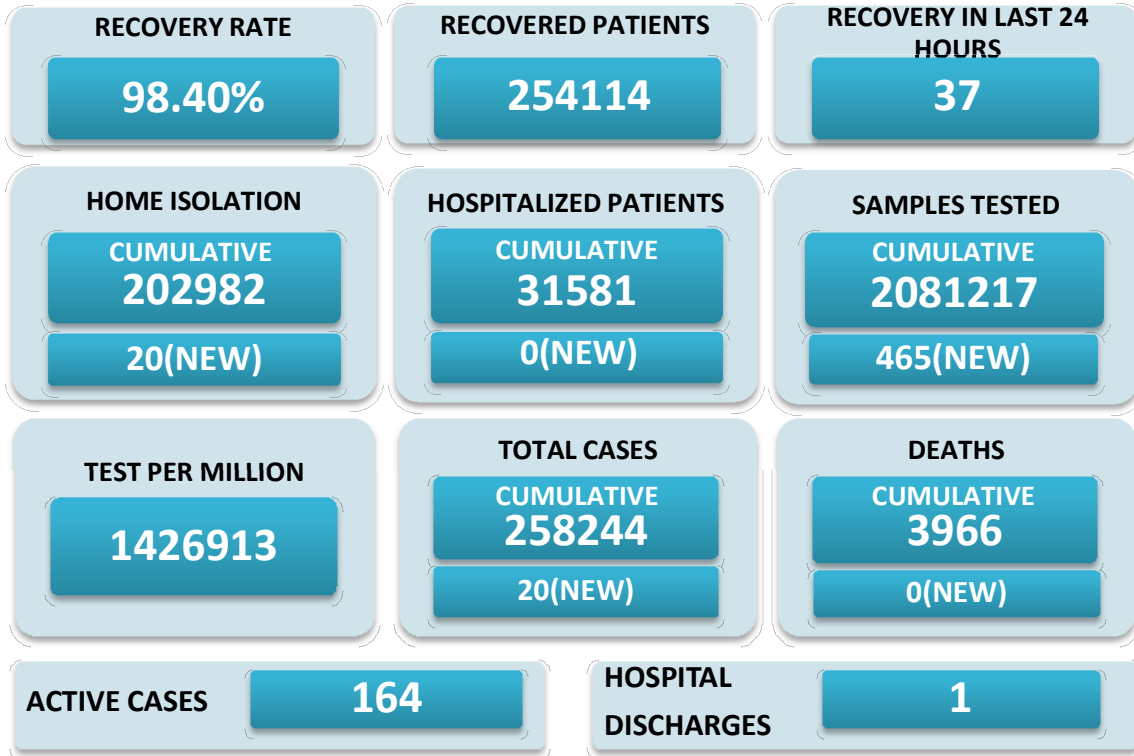 RECOVERY RATE
98.40%
RECOVERED PATIENTS
254114
RECOVERY IN LAST 24
HOURS
37
HOME ISOLATION
CUMULATIVE
202982
20(NEW)
HOSPITALIZED PATIENTS
CUMULATIVE
31581
0(NEW)
SAMPLES TESTED
CUMULATIVE
2081217
465(NEW)
TEST PER MILLION
1426913
TOTAL CASES
CUMULATIVE
258244
20(NEW)
DEATHS
CUMULATIVE
3966
0(NEW)
ACTIVE CASES
164
HOSPITAL
DISCHARGES
1